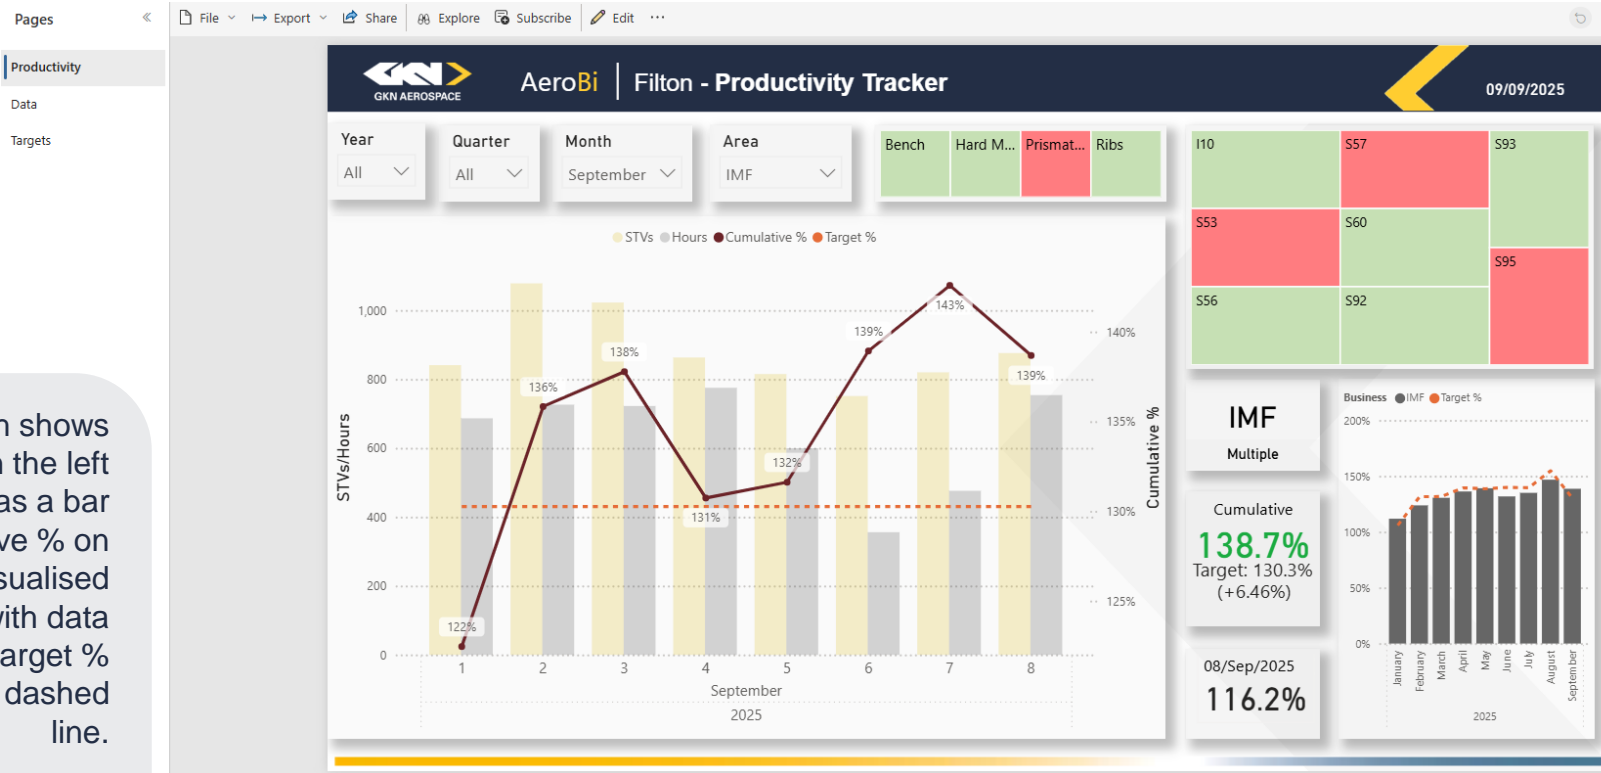 Pages
Productivity
Data
Targets
File
Export
Share
Explore
Subscribe
Edit
GKN
GKN AEROSPACE
AeroBi
Filton - Productivity Tracker
09/09/2025
Year
All
Quarter
All
Month
September
Area
IMF
Bench
Hard M...
Prismat...
Ribs
I10
S57
S93
S53
S60
S95
S56
S92
STVs Hours Cumulative % Target %
STVs/Hours
1,000
800
600
400
200
0
122%
136%
138%
131%
132%
139%
143%
139%
140%
135%
130%
125%
Cumulative %
1 2 3 4 5 6 7 8
September
2025
IMF
Multiple
Cumulative
138.7%
Target: 130.3%
(+6.46%)
08/Sep/2025
116.2%
Business IMF Target %
200%
150%
100%
50%
0%
January February March April May June July August September
2025
shows
the left
as a bar
% on
with data
dashed
line.